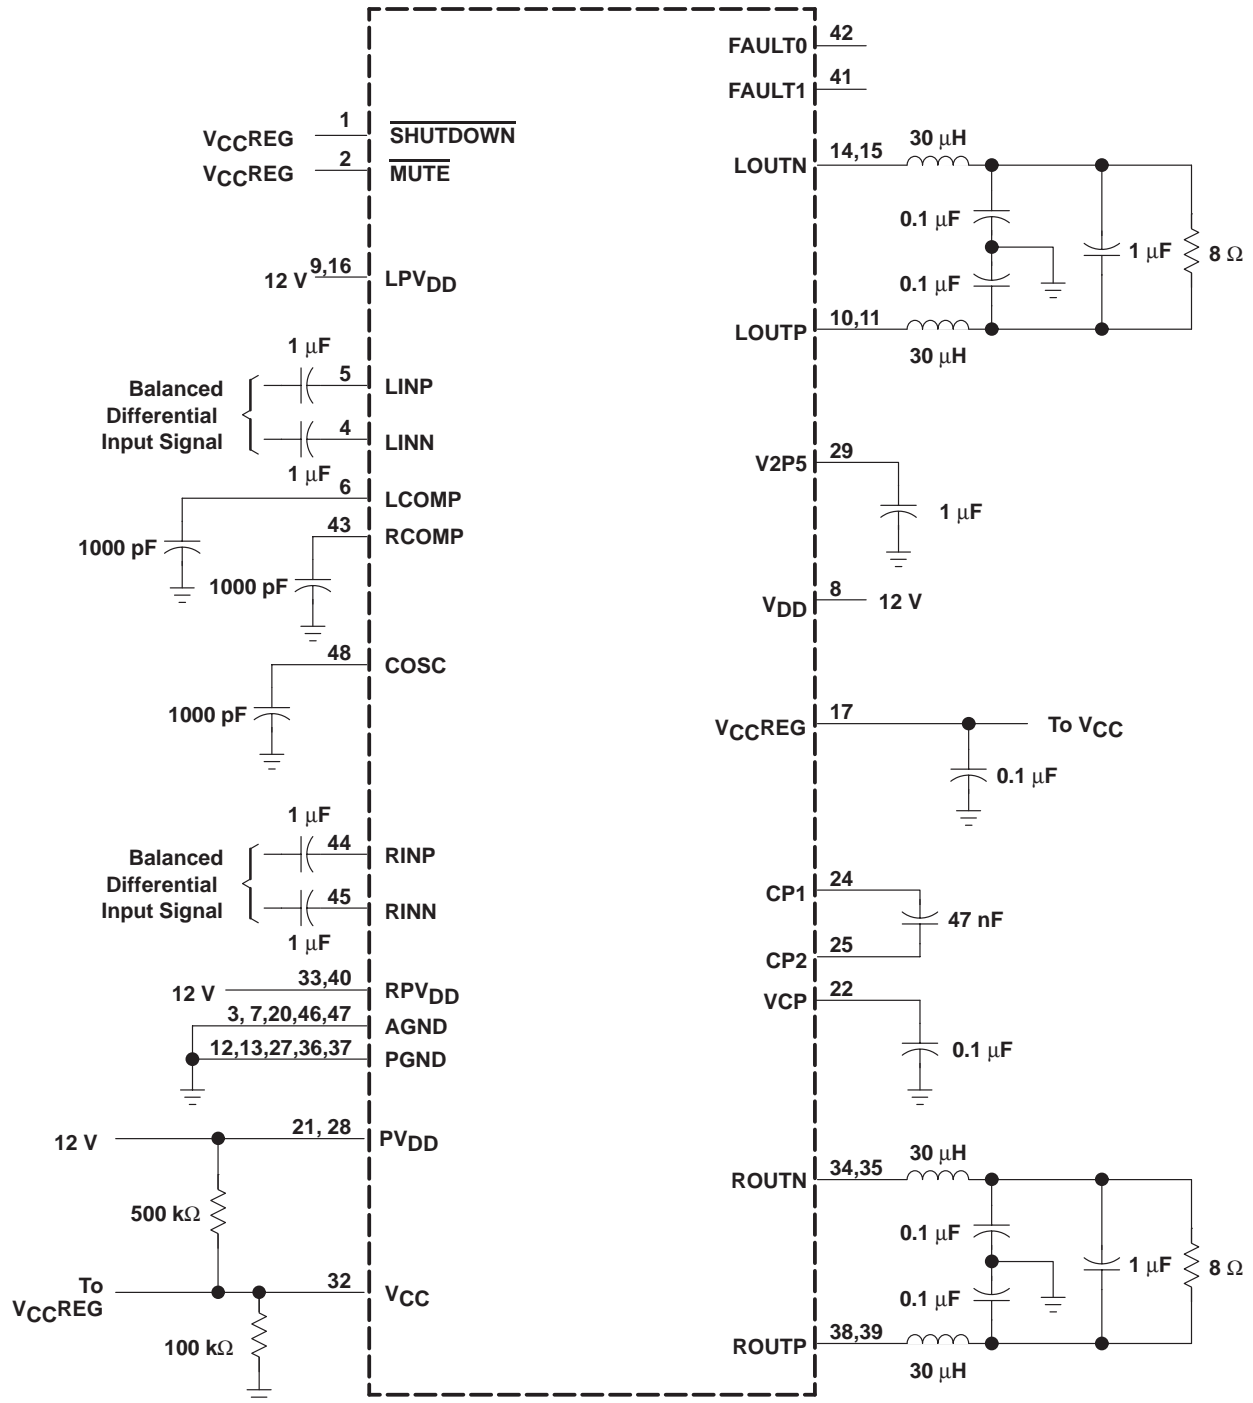 FAULT0
42
FAULT1
41
VCCREG
1
SHUTDOWN
VCCREG
2
MUTE
LOUTN
14,15
30 μH
0.1 μF
0.1 μF
1 μF
8 Ω
LOUTP
10,11
30 μH
12 V
9,16
LPVDD
1 μF
Balanced
Differential
Input Signal
5
LINP
4
LINN
1 μF
6
LCOMP
1000 pF
43
RCOMP
1000 pF
V2P5
29
1 μF
VDD
8
12 V
48
COSC
1000 pF
VCCREG
17
To VCC
0.1 μF
1 μF
Balanced
Differential
Input Signal
44
RINP
45
RINN
1 μF
CP1
24
47 nF
CP2
25
VCP
22
0.1 μF
12 V
33,40
RPVDD
3, 7,20,46,47
AGND
12,13,27,36,37
PGND
12 V
21, 28
PVDD
500 kΩ
To
VCCREG
32
VCC
100 kΩ
ROUTN
34,35
30 μH
0.1 μF
0.1 μF
1 μF
8 Ω
ROUTP
38,39
30 μH